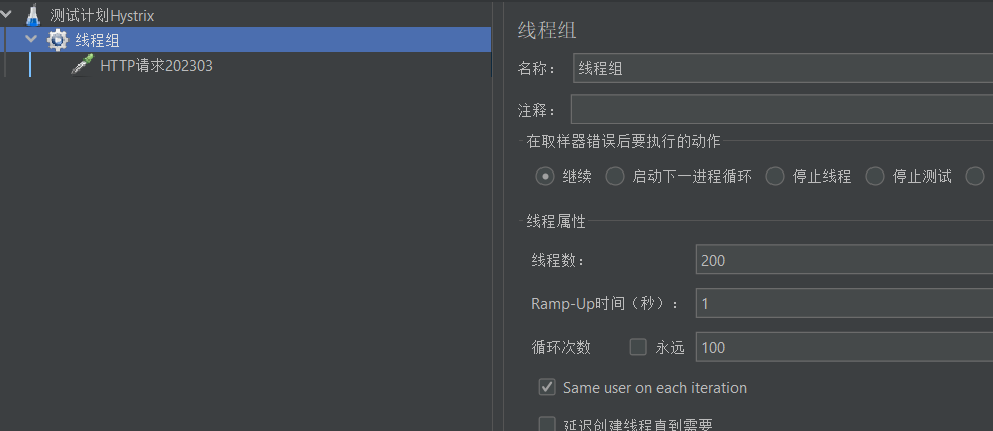 测试计划Hystrix
线程组
HTTP请求202303
线程组
名称： 线程组
注释：
在取样器错误后要执行的动作
继续 启动下一进程循环 停止线程 停止测试
线程属性
线程数： 200
Ramp-Up时间（秒）： 1
循环次数 永远 100
Same user on each iteration
延迟创建线程直到需要